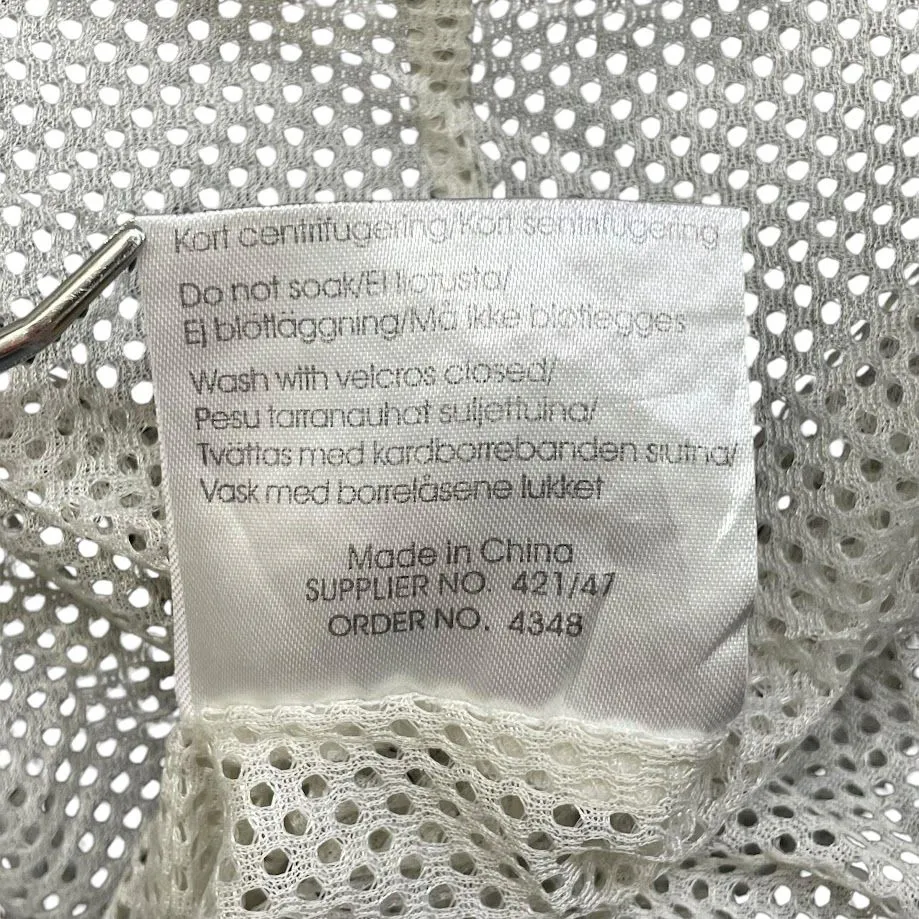 Kort centrifugering/Kort sentrifugering
Do not soak/Ei liotusta/
Ej blötläggning/Må ikke bløtlegges
Wash with velcros closed/
Pesu tarranauhat suljettuina/
Tvättas med kardborrebanden slutna/
Vask med borrelåsene lukket
Made in China
SUPPLIER NO. 421/47
ORDER NO. 4348